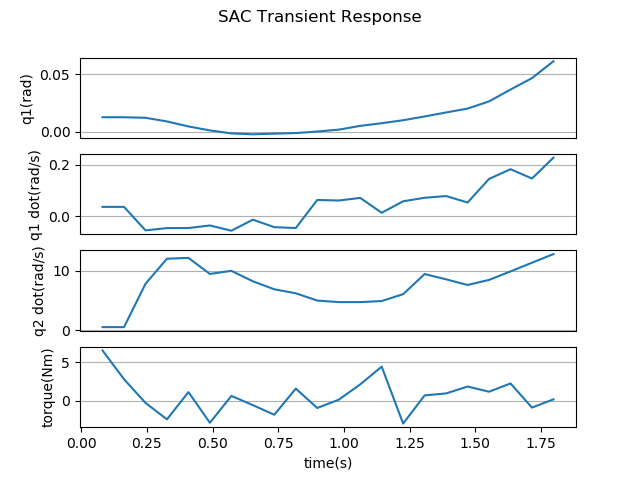 SAC Transient Response
q1(rad)
0.05
0.00
q1 dot(rad/s)
0.2
0.0
q2 dot(rad/s)
10
0
torque(Nm)
5
0
0.00 0.25 0.50 0.75 1.00 1.25 1.50 1.75
time(s)